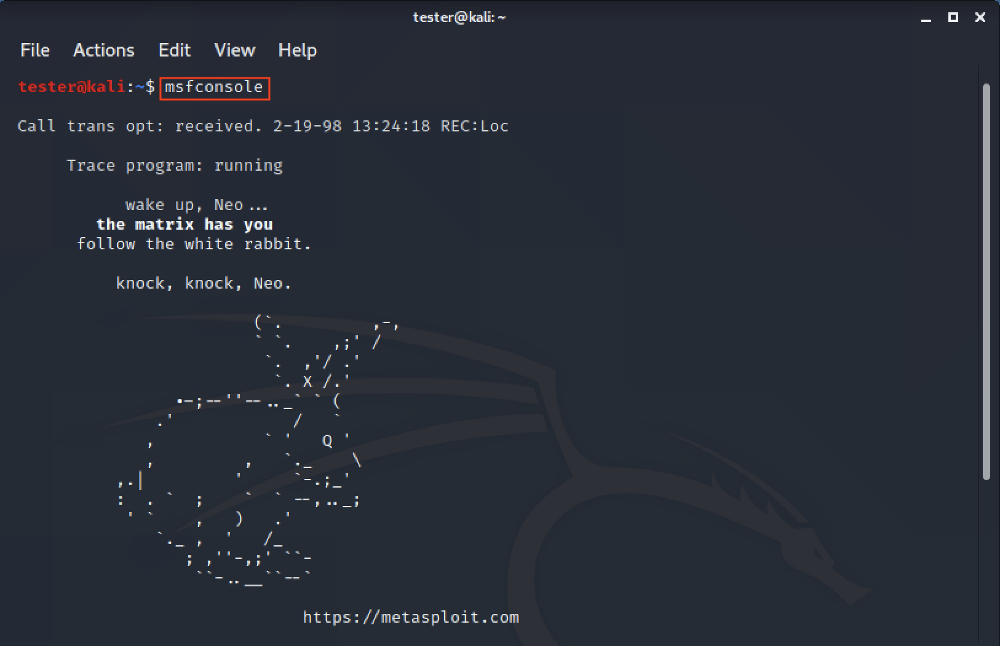 tester@kali: ~
File Actions Edit View Help
tester@kali:~$ msfconsole
Call trans opt: received. 2-19-98 13:24:18 REC:Loc
     Trace program: running
           wake up, Neo...
        the matrix has you
      follow the white rabbit.
          knock, knock, Neo.
                        (`.         ,-,
                        ` `.    ,;' /
                         `.  ,'/ .'
                          `. X /.'
                .-;--''--.._` ` (
              .'            /   `
             ,           ` '   Q '
             ,         ,   `._    \
          ,.|         '     `-.;_'
          :  . `  ;    `  ` --,.._;
           ' `    ,   )   .'
              `._ ,  '   /_
                 ; ,''-,;' ``-
                  ``-..__``--`
                             https://metasploit.com